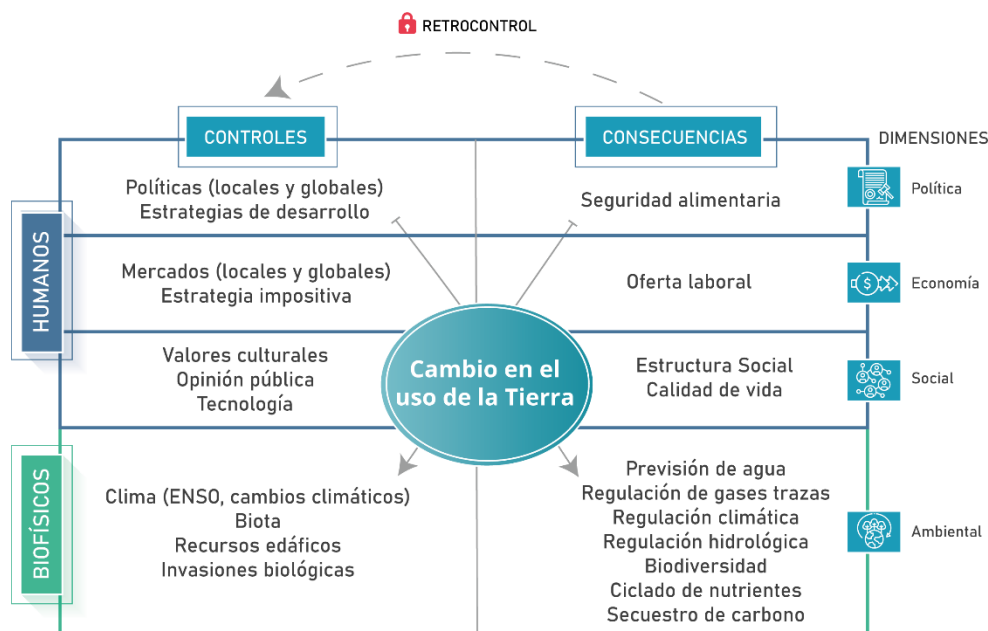 RETROCONTROL
CONTROLES
CONSECUENCIAS
DIMENSIONES
HUMANOS
Políticas (locales y globales)
Estrategias de desarrollo
Seguridad alimentaria
Política
Mercados (locales y globales)
Estrategia impositiva
Oferta laboral
Economía
Valores culturales
Opinión pública
Tecnología
Cambio en el
uso de la Tierra
Estructura Social
Calidad de vida
Social
BIOFÍSICOS
Clima (ENSO, cambios climáticos)
Biota
Recursos edáficos
Invasiones biológicas
Previsión de agua
Regulación de gases trazas
Regulación climática
Regulación hidrológica
Biodiversidad
Ciclado de nutrientes
Secuestro de carbono
Ambiental